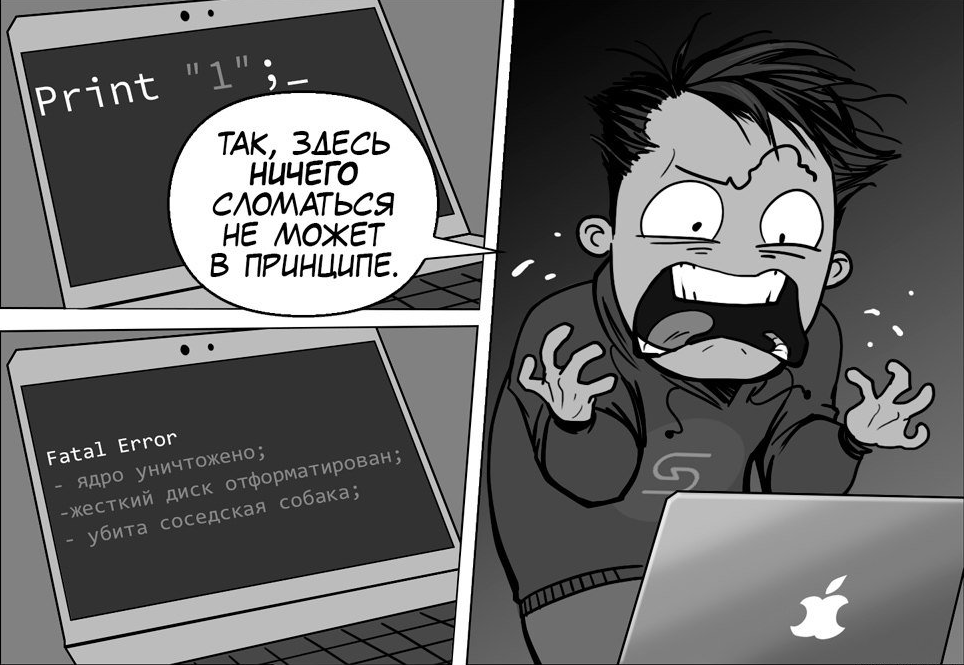 Print "1";_
ТАК, ЗДЕСЬ
НИЧЕГО
СЛОМАТЬСЯ
НЕ МОЖЕТ
В ПРИНЦИПЕ.
Fatal Error
- ядро уничтожено;
-жесткий диск отформатирован;
- убита соседская собака;